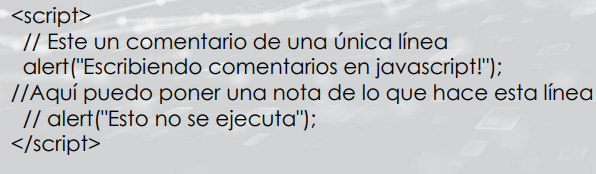 <script>
// Este un comentario de una única línea
alert("Escribiendo comentarios en javascript!");
//Aquí puedo poner una nota de lo que hace esta línea
// alert("Esto no se ejecuta");
</script>